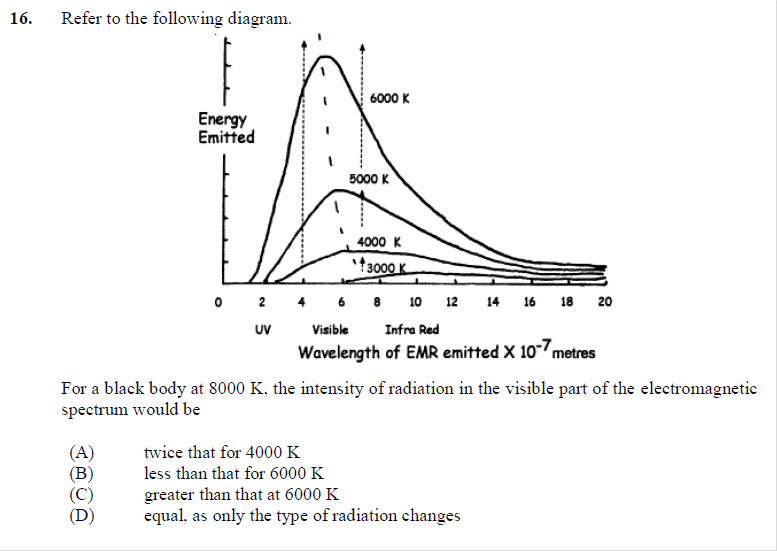 16. Refer to the following diagram.
6000 K
Energy
Emitted
5000 K
4000 K
3000 K
0 2 4 6 8 10 12 14 16 18 20
UV Visible Infra Red
Wavelength of EMR emitted X 10⁻⁷ metres
For a black body at 8000 K, the intensity of radiation in the visible part of the electromagnetic
spectrum would be
(A) twice that for 4000 K
(B) less than that for 6000 K
(C) greater than that at 6000 K
(D) equal, as only the type of radiation changes